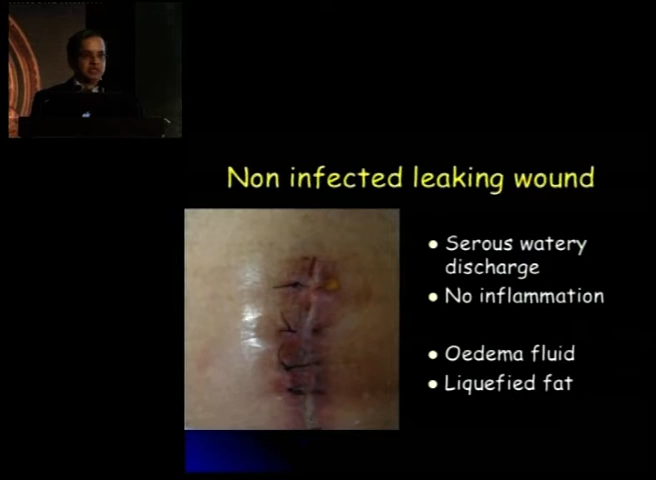 Non infected leaking wound
• Serous watery
discharge
• No inflammation
• Oedema fluid
• Liquefied fat